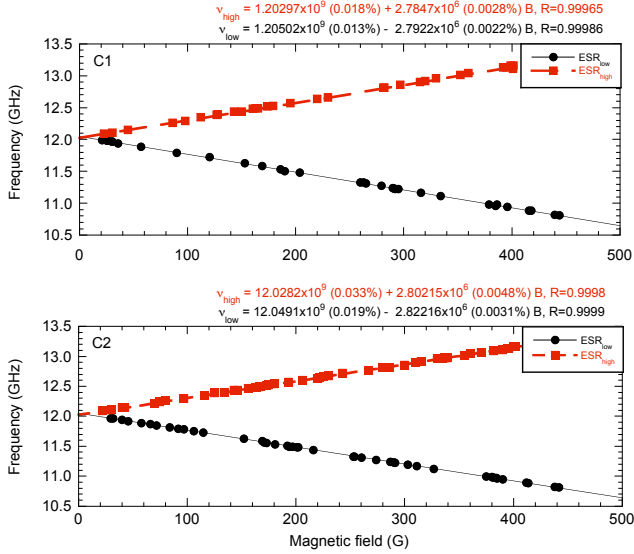 ν_high = 1.20297x10^9 (0.018%) + 2.7847x10^6 (0.0028%) B, R=0.99965
ν_low = 1.20502x10^9 (0.013%) - 2.7922x10^6 (0.0022%) B, R=0.99986
13.5
13.0
12.5
12.0
11.5
11.0
10.5
Frequency (GHz)
C1
ESR_low
ESR_high
0 100 200 300 400 500
ν_high = 12.0282x10^9 (0.033%) + 2.80215x10^6 (0.0048%) B, R=0.9998
ν_low = 12.0491x10^9 (0.019%) - 2.82216x10^6 (0.0031%) B, R=0.9999
13.5
13.0
12.5
12.0
11.5
11.0
10.5
Frequency (GHz)
C2
ESR_low
ESR_high
0 100 200 300 400 500
Magnetic field (G)